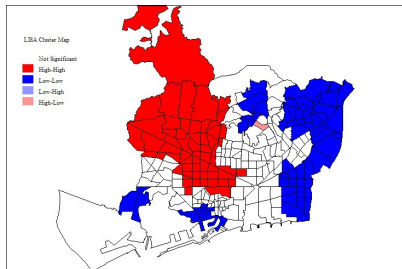 LISA Cluster Map
Not Significant
High-High
Low-Low
Low-High
High-Low